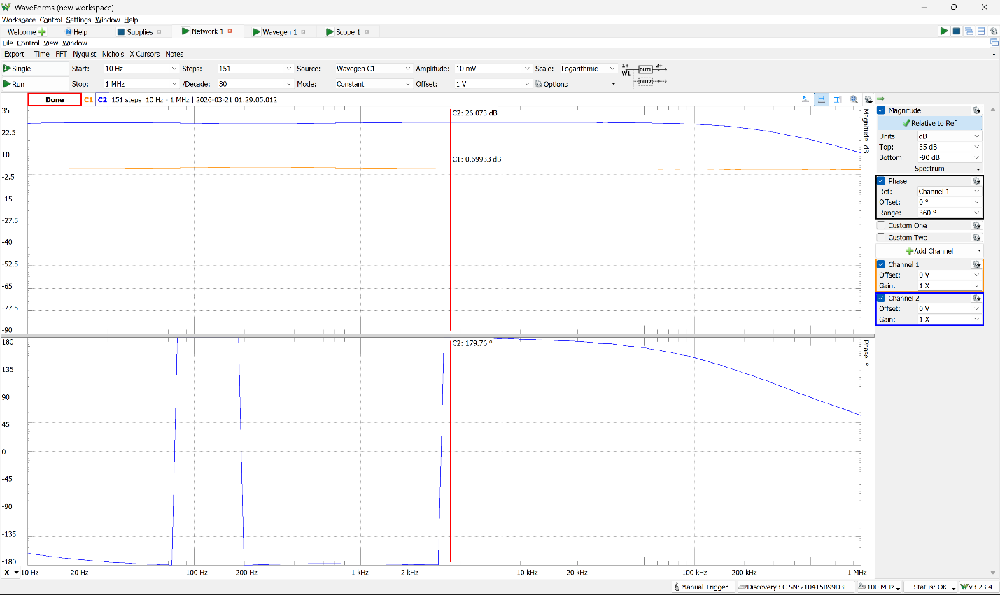 WaveForms (new workspace)
Workspace Control Settings Window Help
Welcome Help Supplies Network 1 Wavegen 1 Scope 1
File Control View Window
Export Time FFT Nyquist Nichols X Cursors Notes
Single Start: 10 Hz Steps: 151 Source: Wavegen C1 Amplitude: 10 mV Scale: Logarithmic
Run Stop: 1 MHz /Decade: 30 Mode: Constant Offset: 1 V Options
1+ W1 DUT1 2+ DUT2
Done C1 C2 151 steps 10 Hz - 1 MHz | 2026-03-21 01:29:05.012
35
22.5
10
-2.5
-15
-27.5
-40
-52.5
-65
-77.5
-90
C2: 26.073 dB
C1: 0.69933 dB
Magnitude dB
180
135
90
45
0
-45
-90
-135
-180
C2: 179.76 °
Phase °
X 10 Hz 20 Hz 100 Hz 200 Hz 1 kHz 2 kHz 10 kHz 20 kHz 100 kHz 200 kHz 1 MHz
Magnitude
Relative to Ref
Units: dB
Top: 35 dB
Bottom: -90 dB
Spectrum
Phase
Ref: Channel 1
Offset: 0 °
Range: 360 °
Custom One
Custom Two
Add Channel
Channel 1
Offset: 0 V
Gain: 1 X
Channel 2
Offset: 0 V
Gain: 1 X
Manual Trigger Discovery3 C SN:210415B99D3F 100 MHz Status: OK v3.23.4